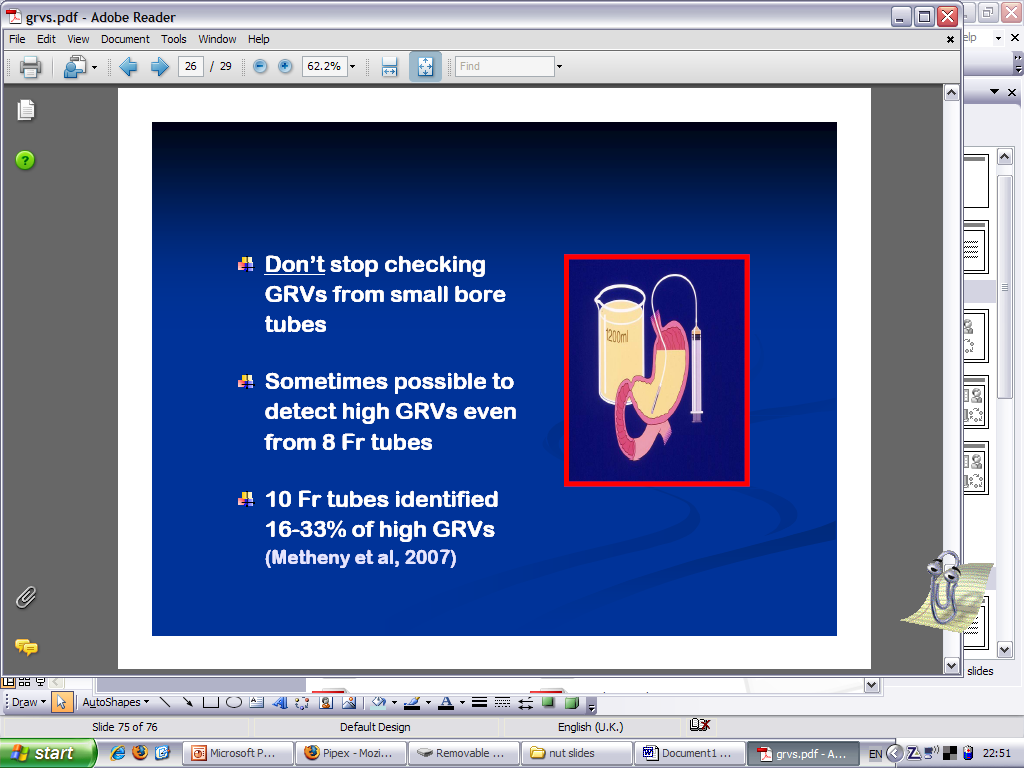 grvs.pdf - Adobe Reader
File Edit View Document Tools Window Help
26 / 29 62.2% Find
Don't stop checking
GRVs from small bore
tubes
Sometimes possible to
detect high GRVs even
from 8 Fr tubes
10 Fr tubes identified
16-33% of high GRVs
(Metheny et al, 2007)
1200ml
elp
slides
Draw AutoShapes
Slide 75 of 76 Default Design English (U.K.)
start Microsoft P... Pipex - Mozi... Removable ... nut slides Document1 ... grvs.pdf - A... EN 22:51